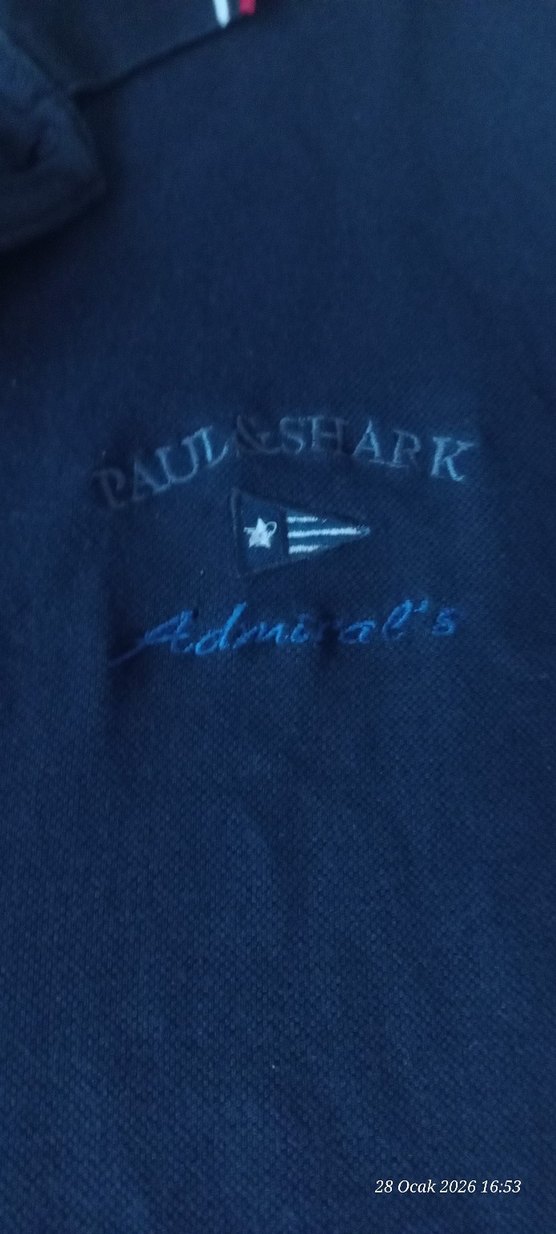 PAUL & SHARK
Admiral's
28 Ocak 2026 16:53